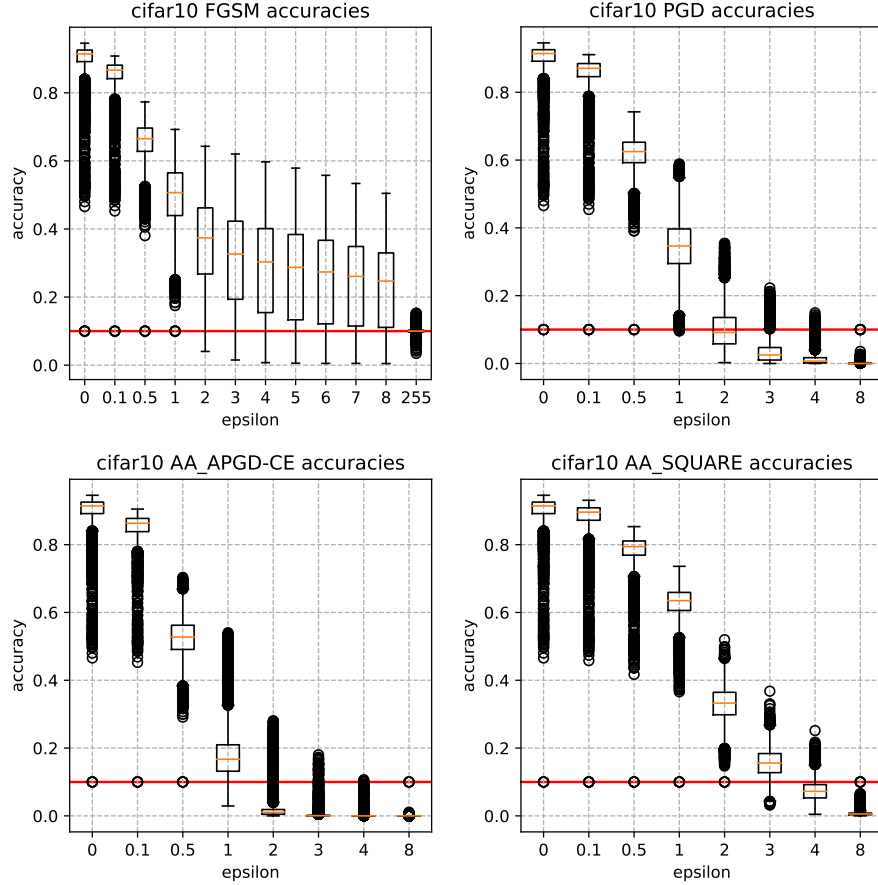 cifar10 FGSM accuracies
accuracy
0.8
0.6
0.4
0.2
0.0
0 0.1 0.5 1 2 3 4 5 6 7 8 255
epsilon
cifar10 PGD accuracies
accuracy
0.8
0.6
0.4
0.2
0.0
0 0.1 0.5 1 2 3 4 8
epsilon
cifar10 AA_APGD-CE accuracies
accuracy
0.8
0.6
0.4
0.2
0.0
0 0.1 0.5 1 2 3 4 8
epsilon
cifar10 AA_SQUARE accuracies
accuracy
0.8
0.6
0.4
0.2
0.0
0 0.1 0.5 1 2 3 4 8
epsilon